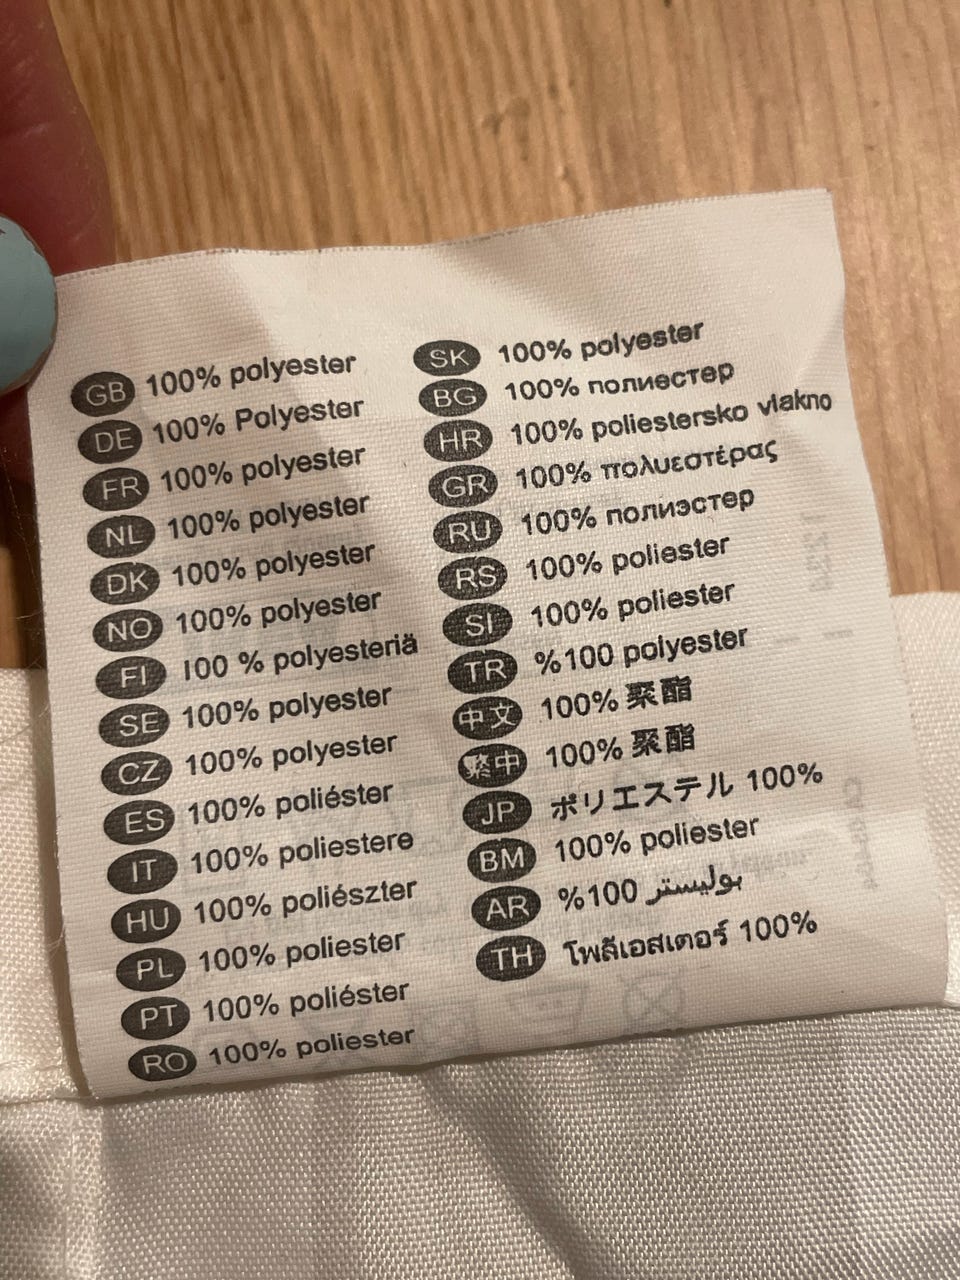 GB 100% polyester
DE 100% Polyester
FR 100% polyester
NL 100% polyester
DK 100% polyester
NO 100% polyester
FI 100 % polyesteriä
SE 100% polyester
CZ 100% polyester
ES 100% poliéster
IT 100% poliestere
HU 100% poliészter
PL 100% poliester
PT 100% poliéster
RO 100% poliester
SK 100% polyester
BG 100% полиестер
HR 100% poliestersko vlakno
GR 100% πολυεστέρας
RU 100% полиэстер
RS 100% poliester
SI 100% poliester
TR %100 polyester
中文 100% 聚酯
繁中 100% 聚酯
JP ポリエステル 100%
BM 100% poliester
AR %100 بوليستر
TH โพลีเอสเตอร์ 100%